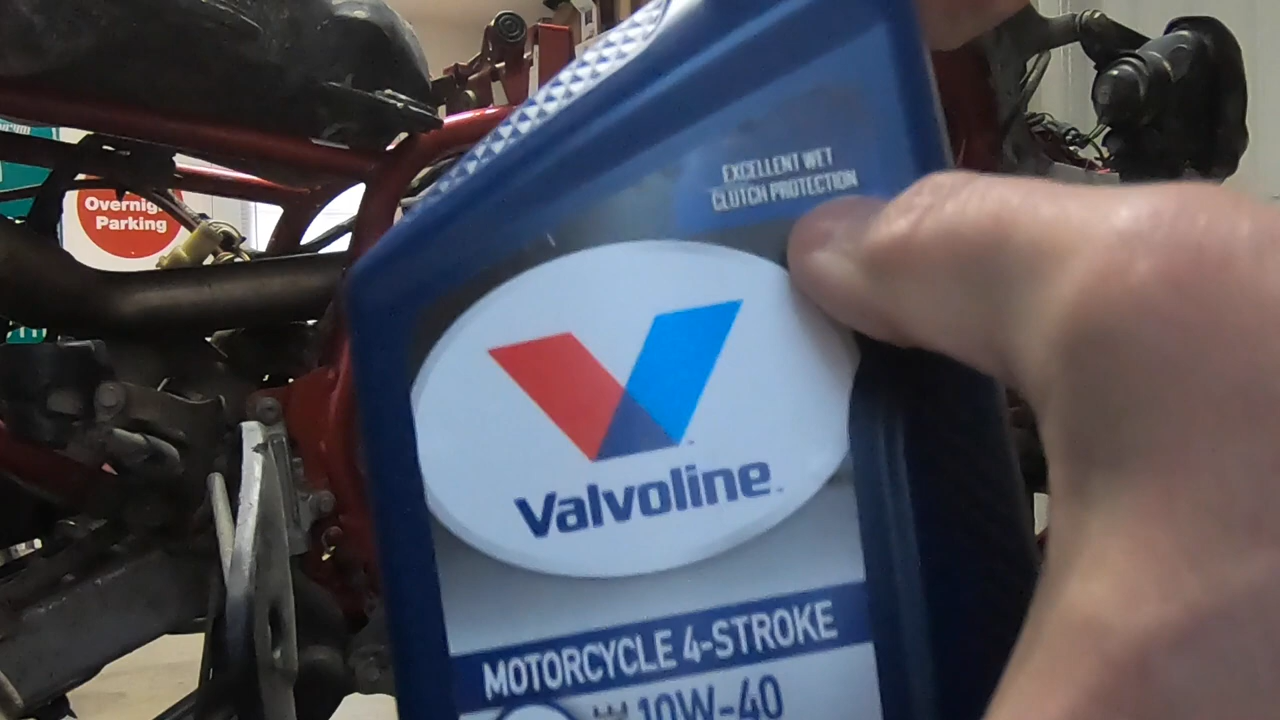 EXCELLENT WET
CLUTCH PROTECTION
Overnig
Parking
Valvoline
MOTORCYCLE 4-STROKE
10W-40